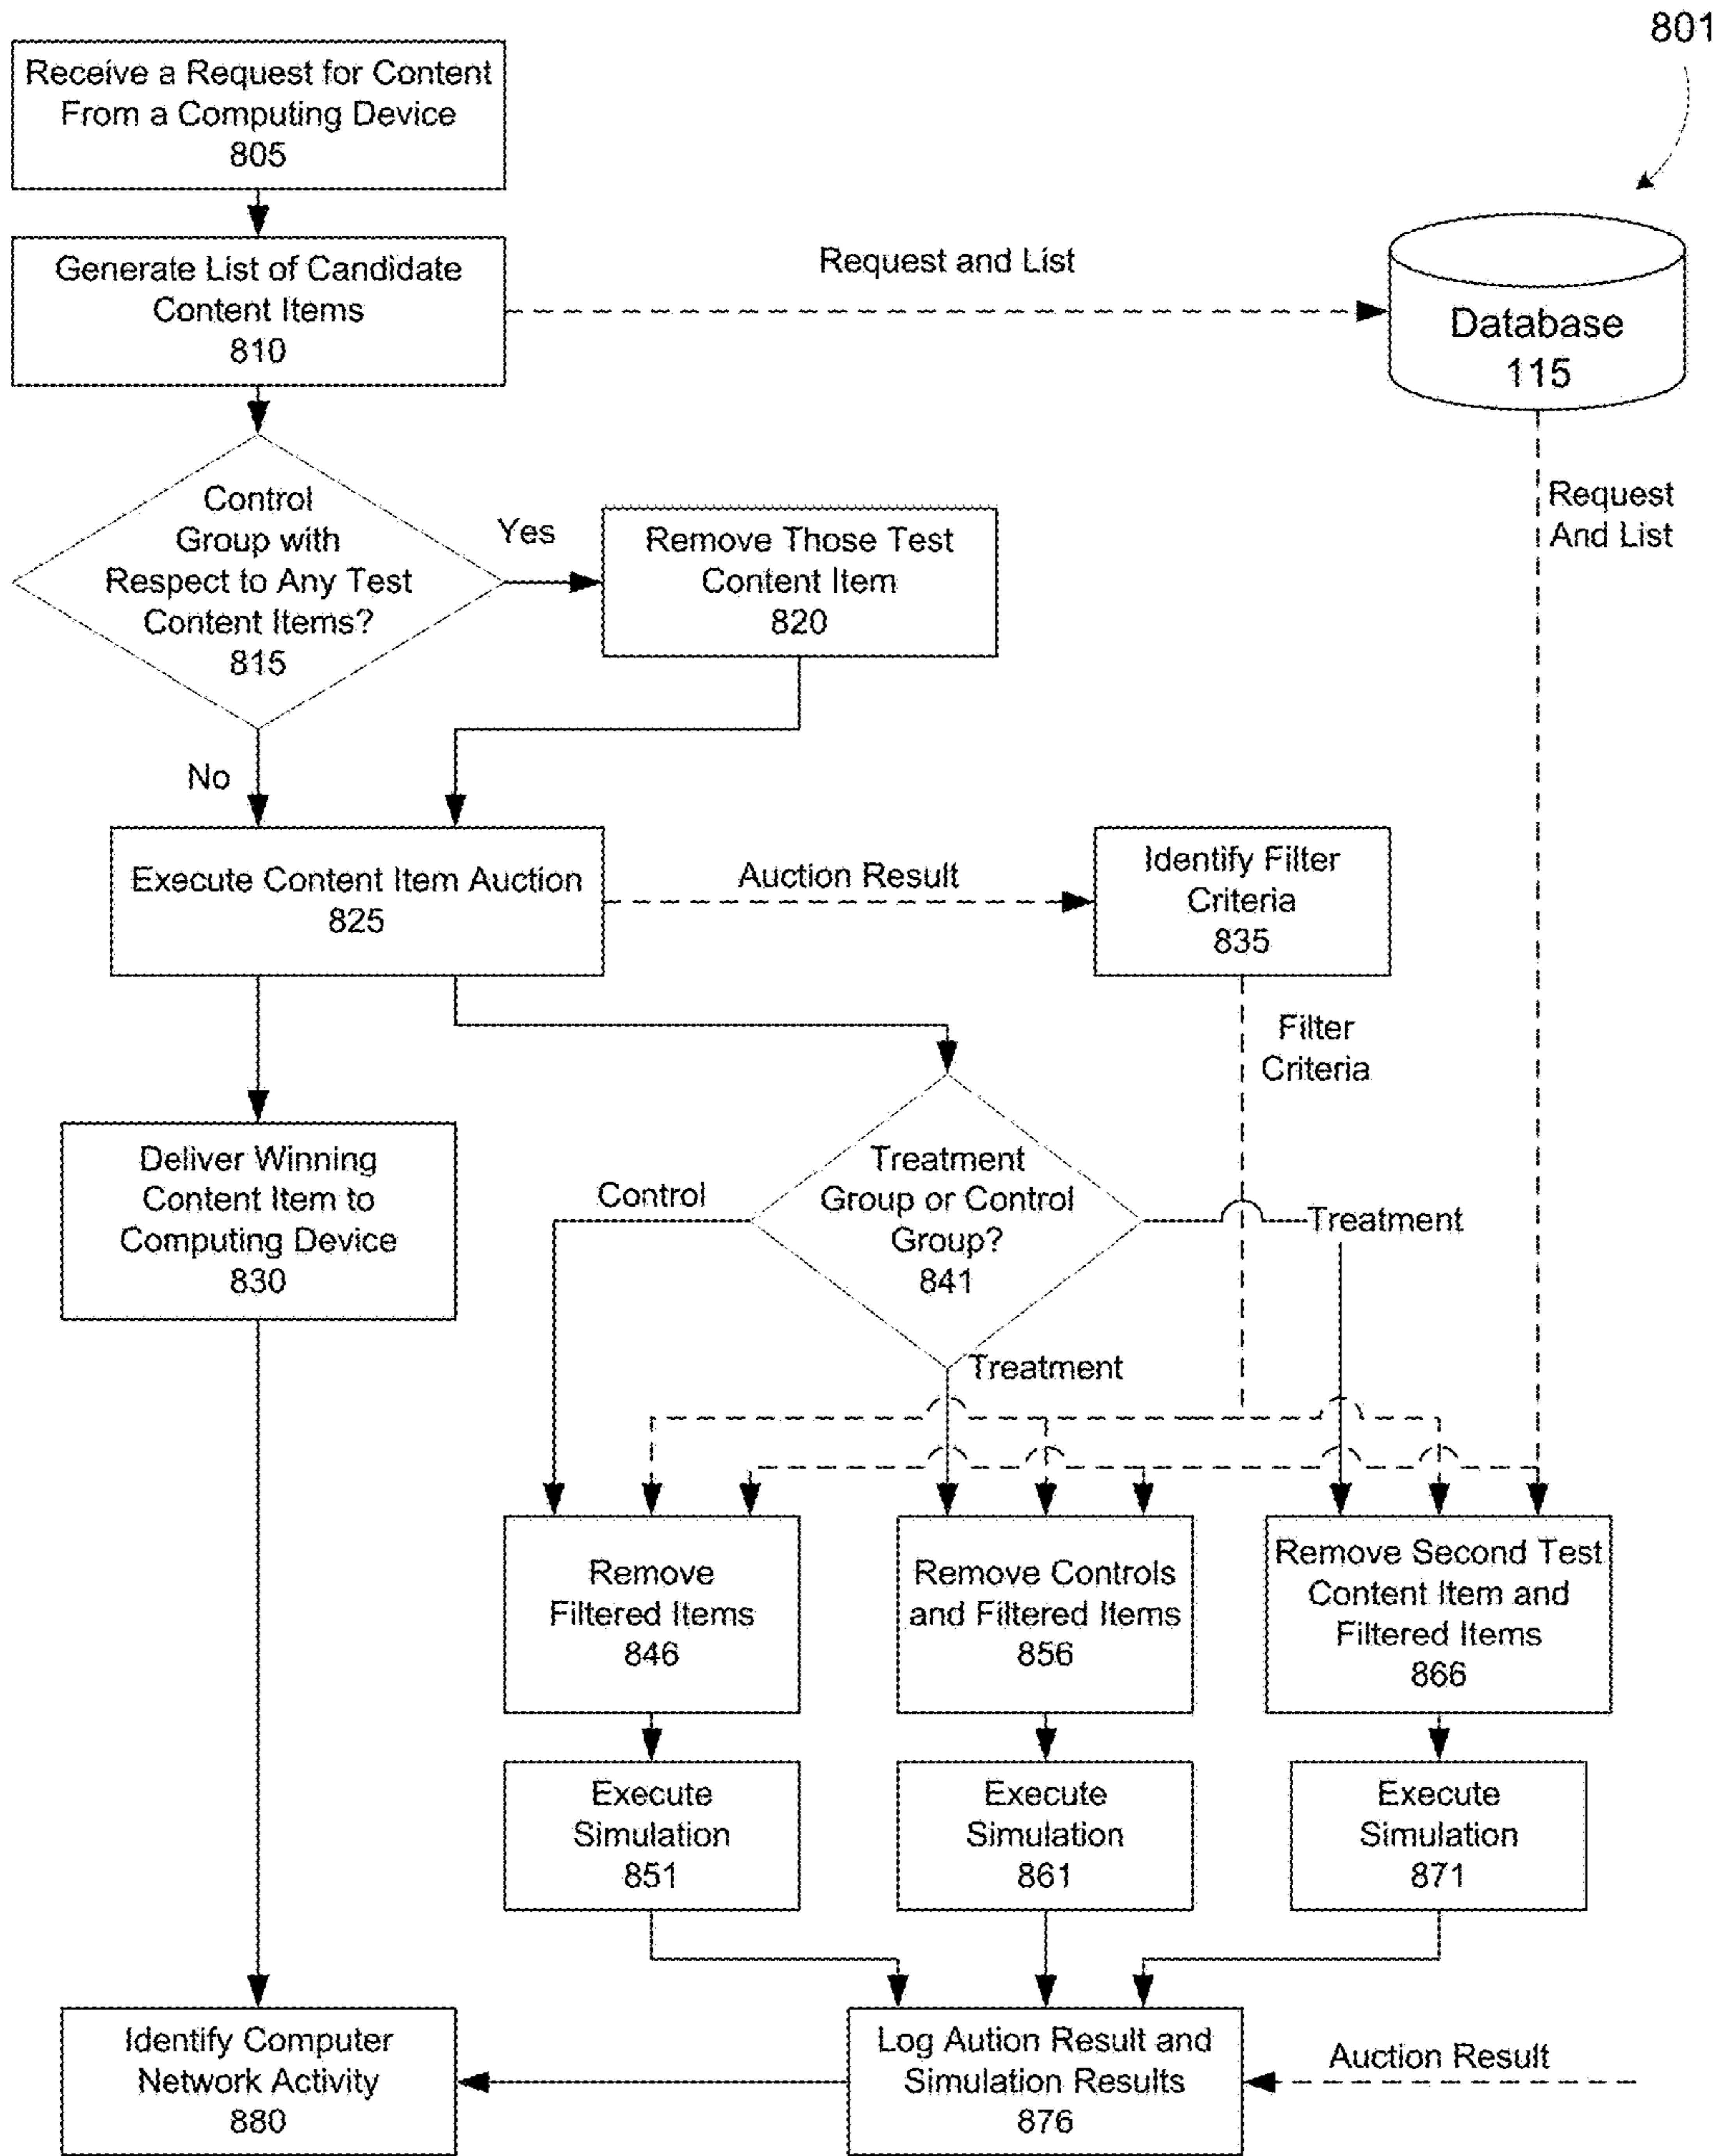 801
Receive a Request for Content
From a Computing Device
805
Generate List of Candidate
Content Items
810
Request and List
Database
115
Request
And List
Control
Group with
Respect to Any Test
Content Items?
815
Yes
Remove Those Test
Content Item
820
No
Execute Content Item Auction
825
Auction Result
Identify Filter
Criteria
835
Filter
Criteria
Deliver Winning
Content Item to
Computing Device
830
Control
Treatment
Group or Control
Group?
841
Treatment
Treatment
Remove
Filtered Items
846
Remove Controls
and Filtered Items
856
Remove Second Test
Content Item and
Filtered Items
866
Execute
Simulation
851
Execute
Simulation
861
Execute
Simulation
871
Identify Computer
Network Activity
880
Log Aution Result and
Simulation Results
876
Auction Result